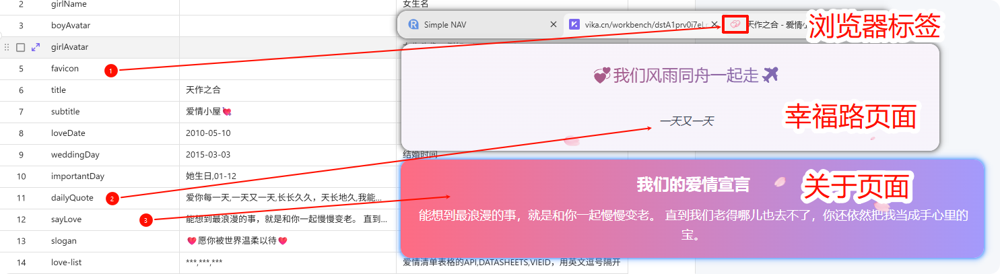 2 girlName 女生名
Simple NAV
vika.cn/workbench/dstA1prv0i7eL
天作之合 - 爱情小
浏览器标签
3 boyAvatar
girlAvatar
5 favicon 1
我们风雨同舟一起走
6 title 天作之合
7 subtitle 爱情小屋
幸福路页面
一天又一天
8 loveDate 2010-05-10
9 weddingDay 2015-03-03 结婚时间
10 importantDay 她生日,01-12
我们的爱情宣言
关于页面
11 dailyQuote 2 爱你每一天,一天又一天,长长久久，天长地久,我能...
12 sayLove 3 能想到最浪漫的事，就是和你一起慢慢变老。 直到...
能想到最浪漫的事，就是和你一起慢慢变老。 直到我们老得哪儿也去不了，你还依然把我当成手心里的
宝。
13 slogan 愿你被世界温柔以待
14 love-list ***,***,*** 爱情清单表格的API,DATASHEETS,VIEID，用英文逗号隔开